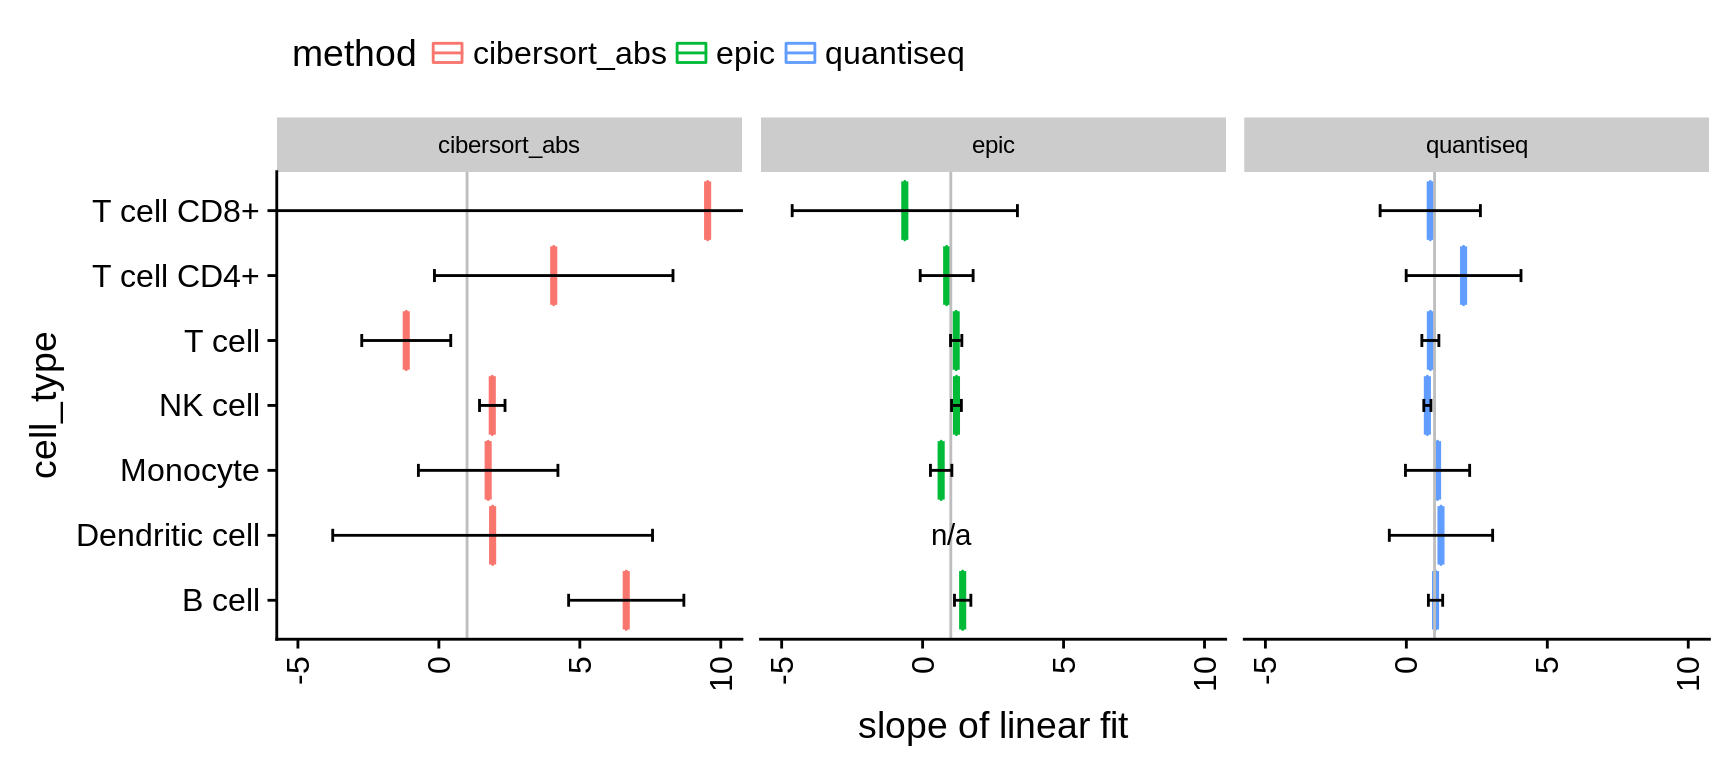 method cibersort_abs epic quantiseq
cibersort_abs epic quantiseq
T cell CD8+
T cell CD4+
T cell
NK cell
Monocyte
Dendritic cell
n/a
B cell
cell_type
-5 0 5 10 -5 0 5 10 -5 0 5 10
slope of linear fit